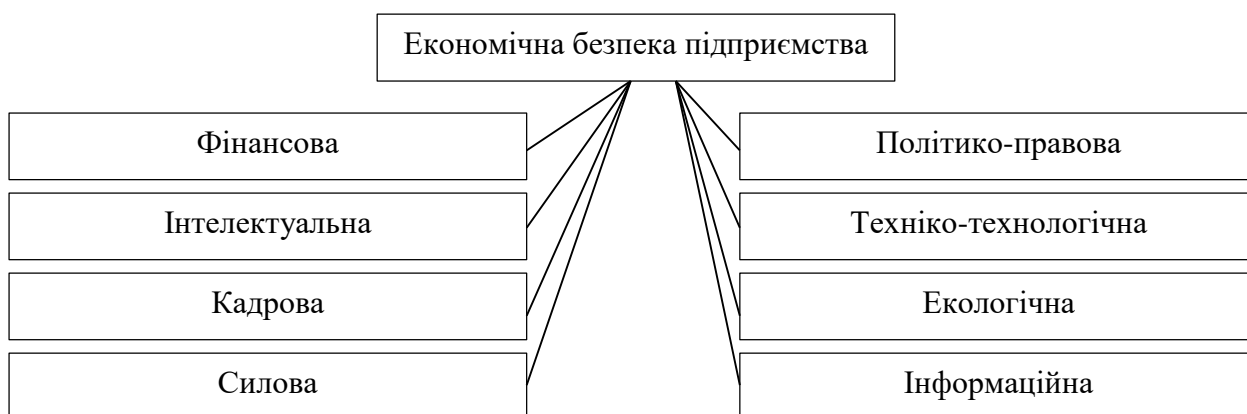 Економічна безпека підприємства
Фінансова
Політико-правова
Інтелектуальна
Техніко-технологічна
Кадрова
Екологічна
Силова
Інформаційна